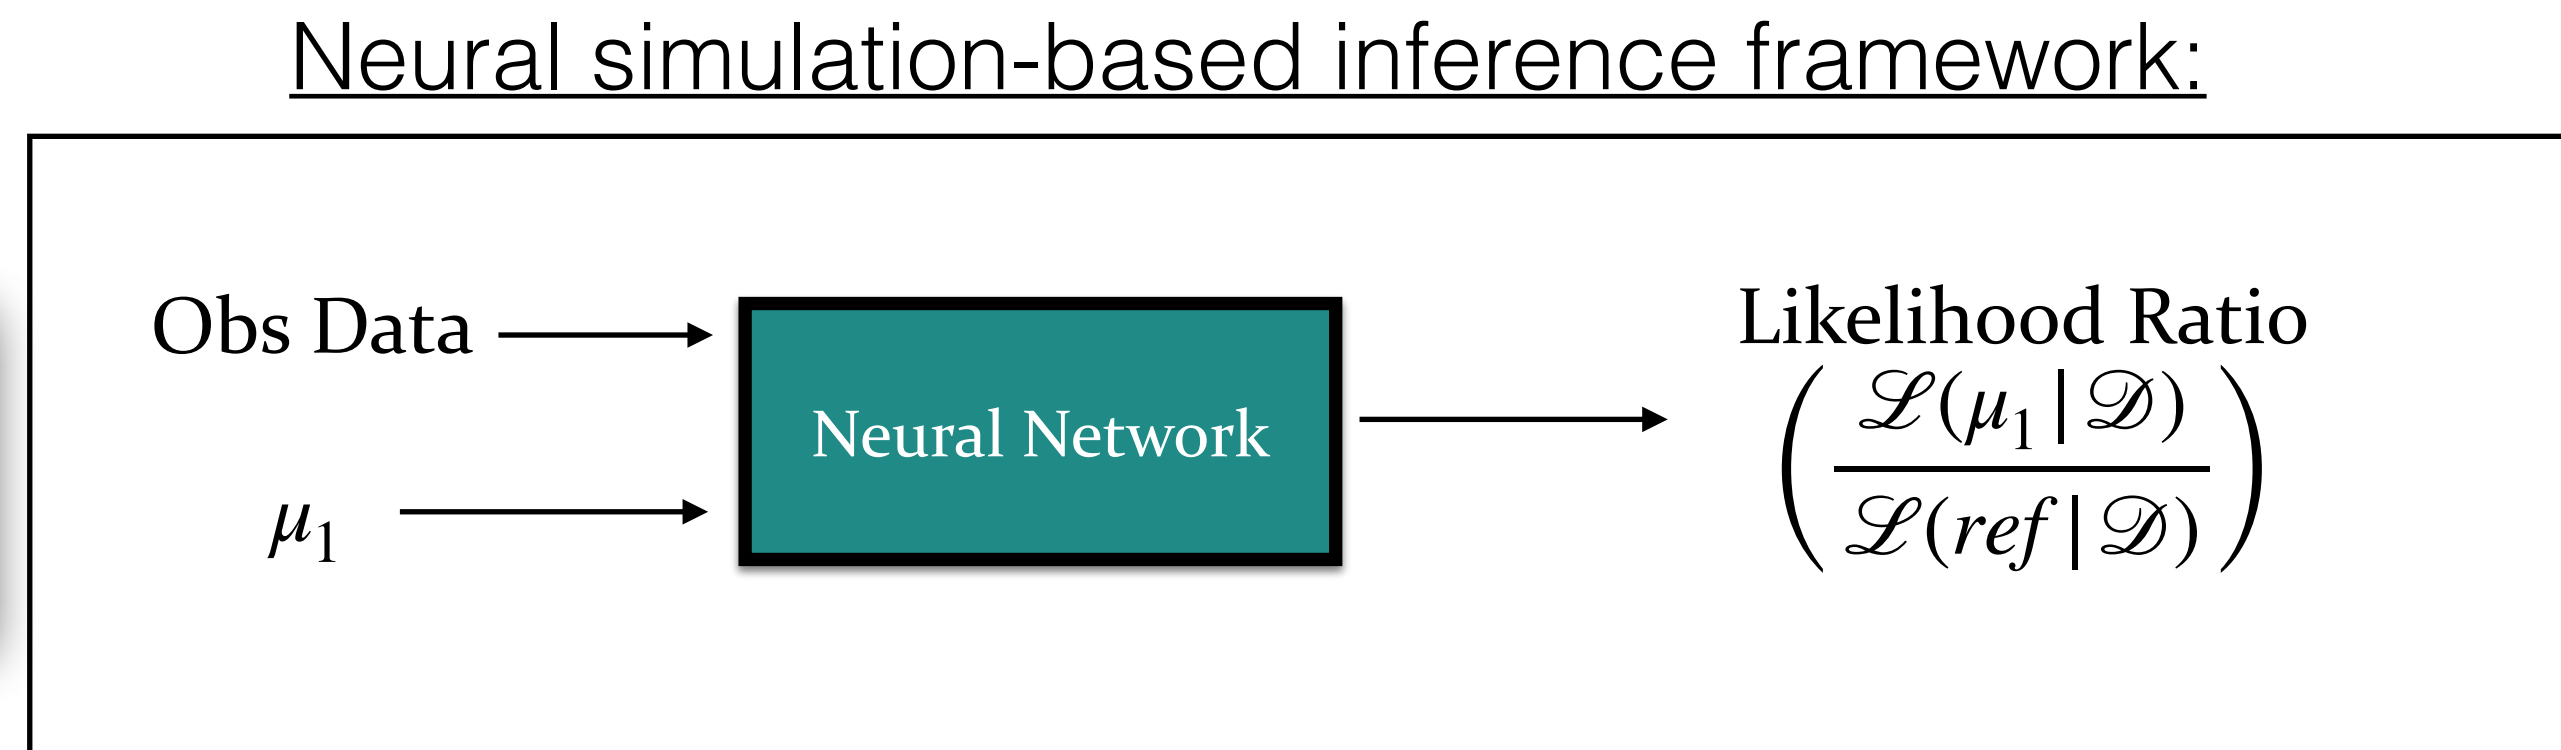 Neural simulation-based inference framework:
Obs Data
μ₁
Neural Network
Likelihood Ratio
(ℒ(μ₁ | 𝒟)
ℒ(ref | 𝒟))